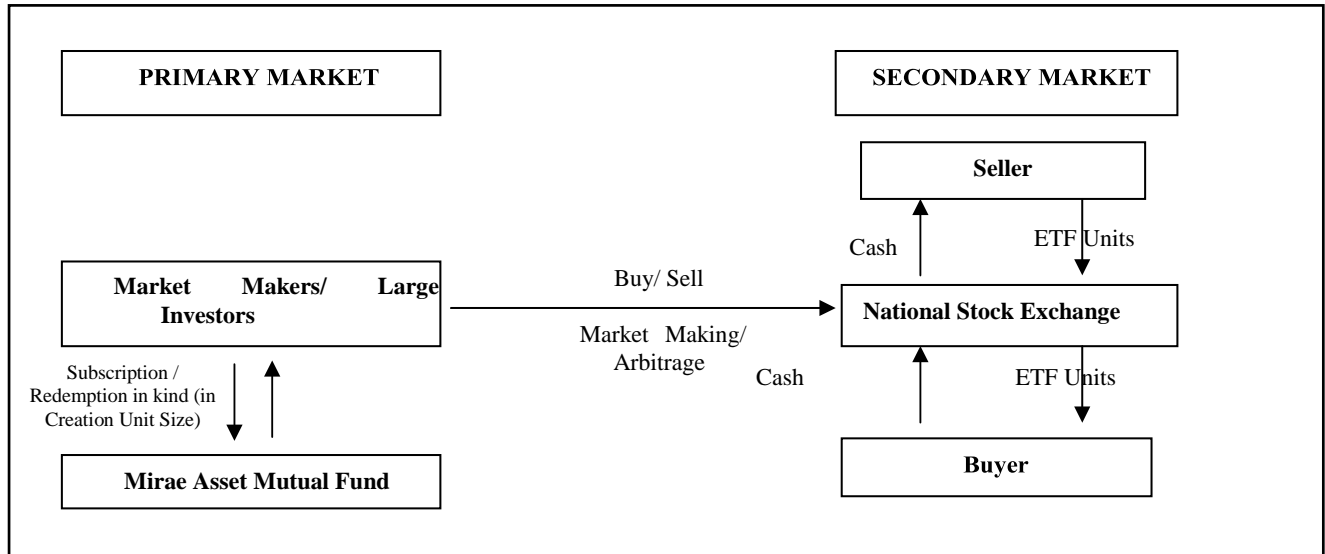 PRIMARY MARKET
SECONDARY MARKET
Seller
Cash
ETF Units
Market Makers/ Large
Investors
Buy/ Sell
National Stock Exchange
Market Making/
Arbitrage
Cash
ETF Units
Subscription /
Redemption in kind (in
Creation Unit Size)
Mirae Asset Mutual Fund
Buyer